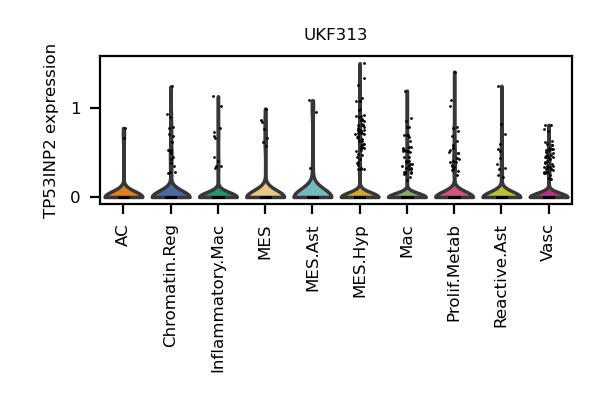 UKF313
TP53INP2 expression
1
0
AC
Chromatin.Reg
Inflammatory.Mac
MES
MES.Ast
MES.Hyp
Mac
Prolif.Metab
Reactive.Ast
Vasc